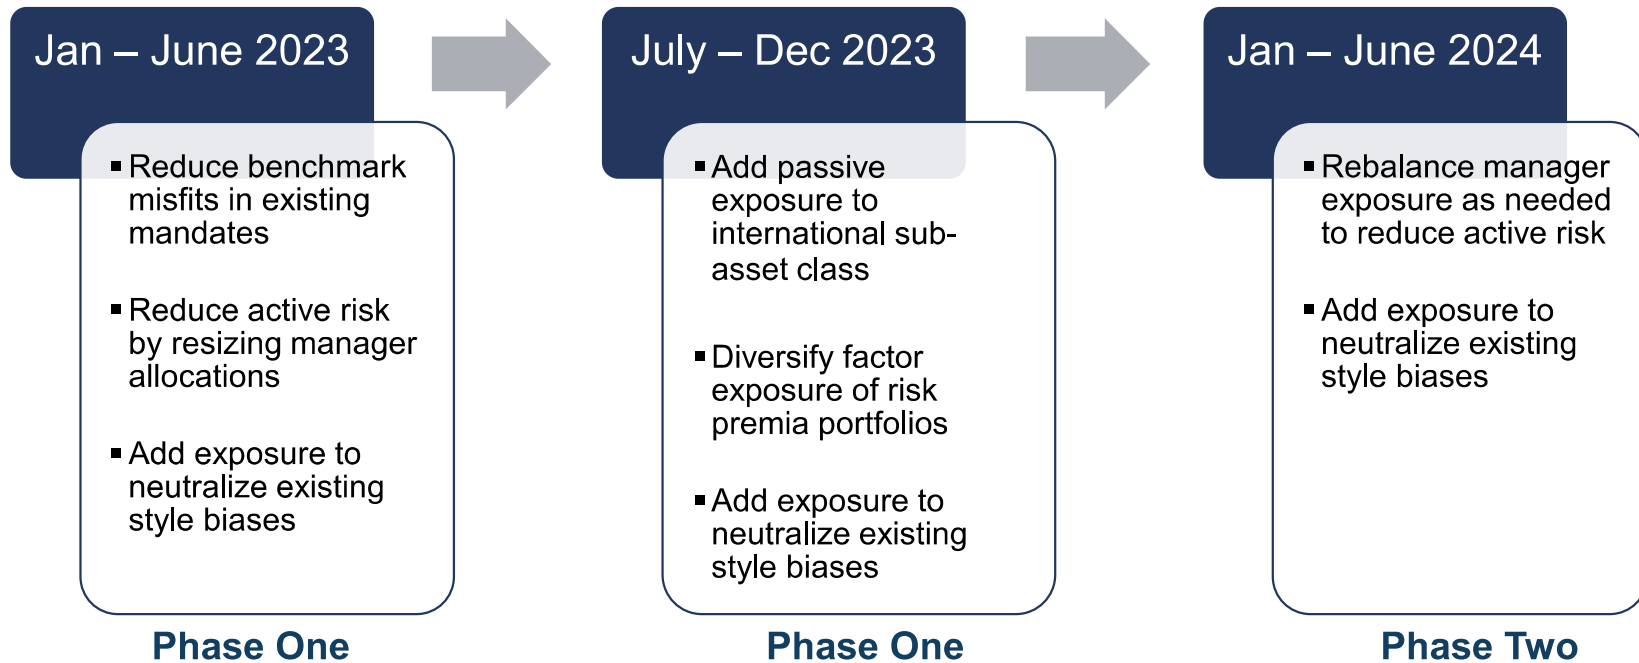 Jan – June 2023
▪ Reduce benchmark
misfits in existing
mandates
▪ Reduce active risk
by resizing manager
allocations
▪ Add exposure to
neutralize existing
style biases
Phase One
July – Dec 2023
▪ Add passive
exposure to
international sub-
asset class
▪ Diversify factor
exposure of risk
premia portfolios
▪ Add exposure to
neutralize existing
style biases
Phase One
Jan – June 2024
▪ Rebalance manager
exposure as needed
to reduce active risk
▪ Add exposure to
neutralize existing
style biases
Phase Two